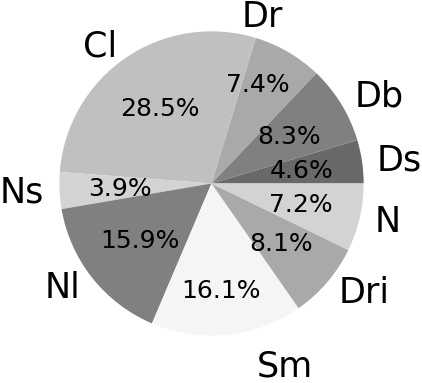 Dr
Cl
7.4%
Db
28.5%
8.3%
Ds
4.6%
Ns
3.9%
7.2%
N
15.9%
8.1%
Nl
16.1%
Dri
Sm